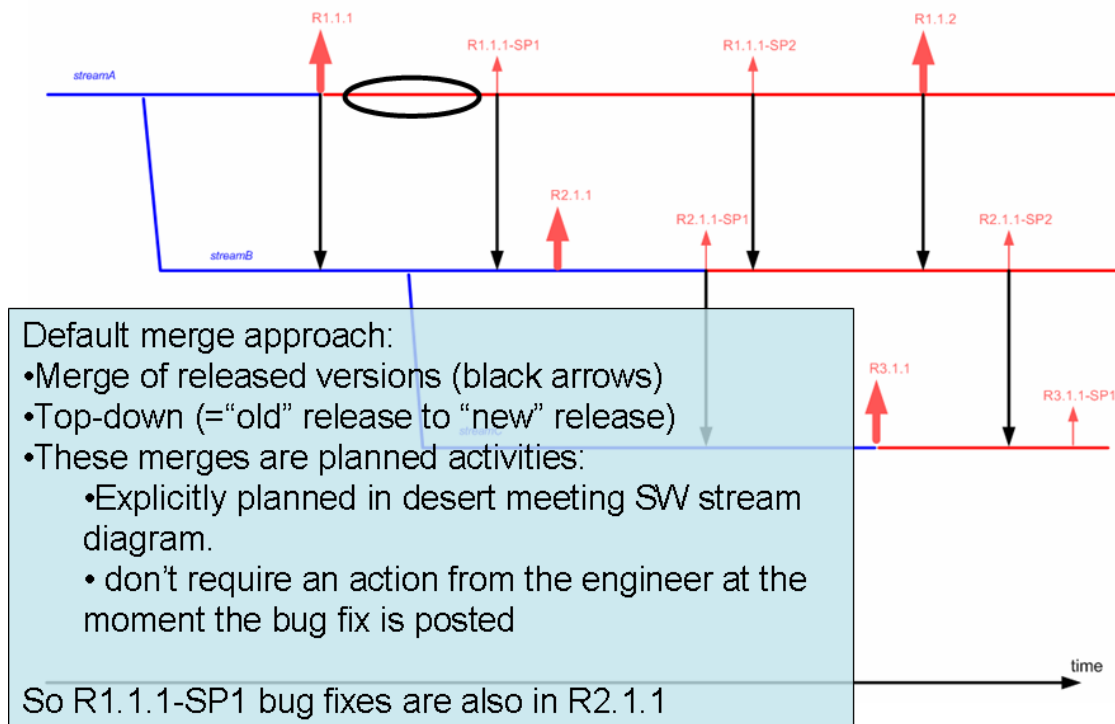 R1.1.1
R1.1.1-SP1
R1.1.1-SP2
R1.1.2
streamA
R2.1.1
R2.1.1-SP1
R2.1.1-SP2
streamB
Default merge approach:
•Merge of released versions (black arrows)
•Top-down (=“old” release to “new” release)
•These merges are planned activities:
•Explicitly planned in desert meeting SW stream
diagram.
• don’t require an action from the engineer at the
moment the bug fix is posted
So R1.1.1-SP1 bug fixes are also in R2.1.1
streamC
R3.1.1
R3.1.1-SP1
time